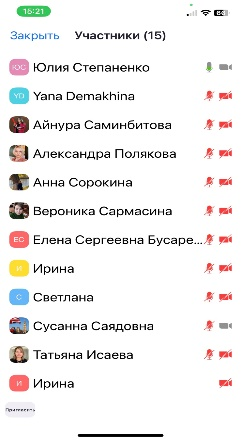 15:21
Закрыть Участники (15)
ЮС Юлия Степаненко
YD Yana Demakhina
Айнура Саминбитова
Александра Полякова
Анна Сорокина
Вероника Сармасина
ЕС Елена Сергеевна Бусаре...
И Ирина
С Светлана
Сусанна Саядовна
Татьяна Исаева
И Ирина
Пригласить